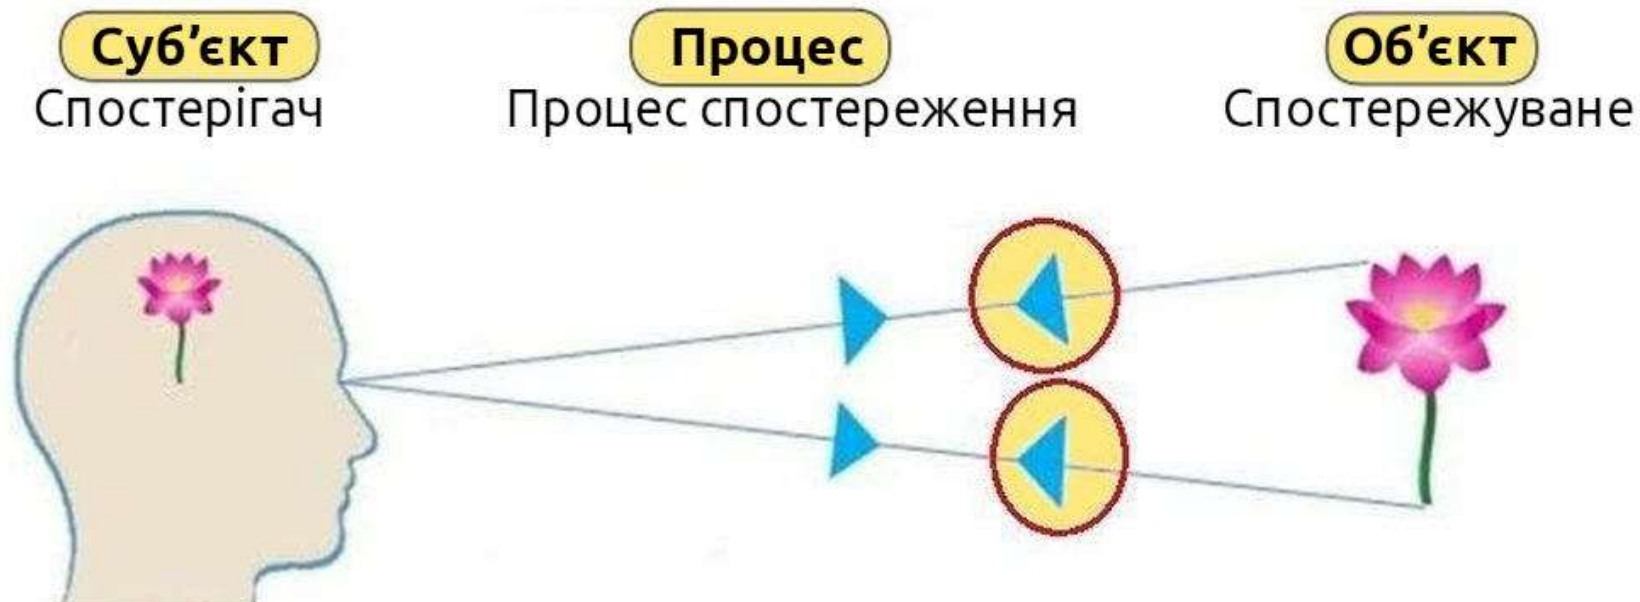 Суб’єкт
Спостерігач
Процес
Процес спостереження
Об’єкт
Спостережуване